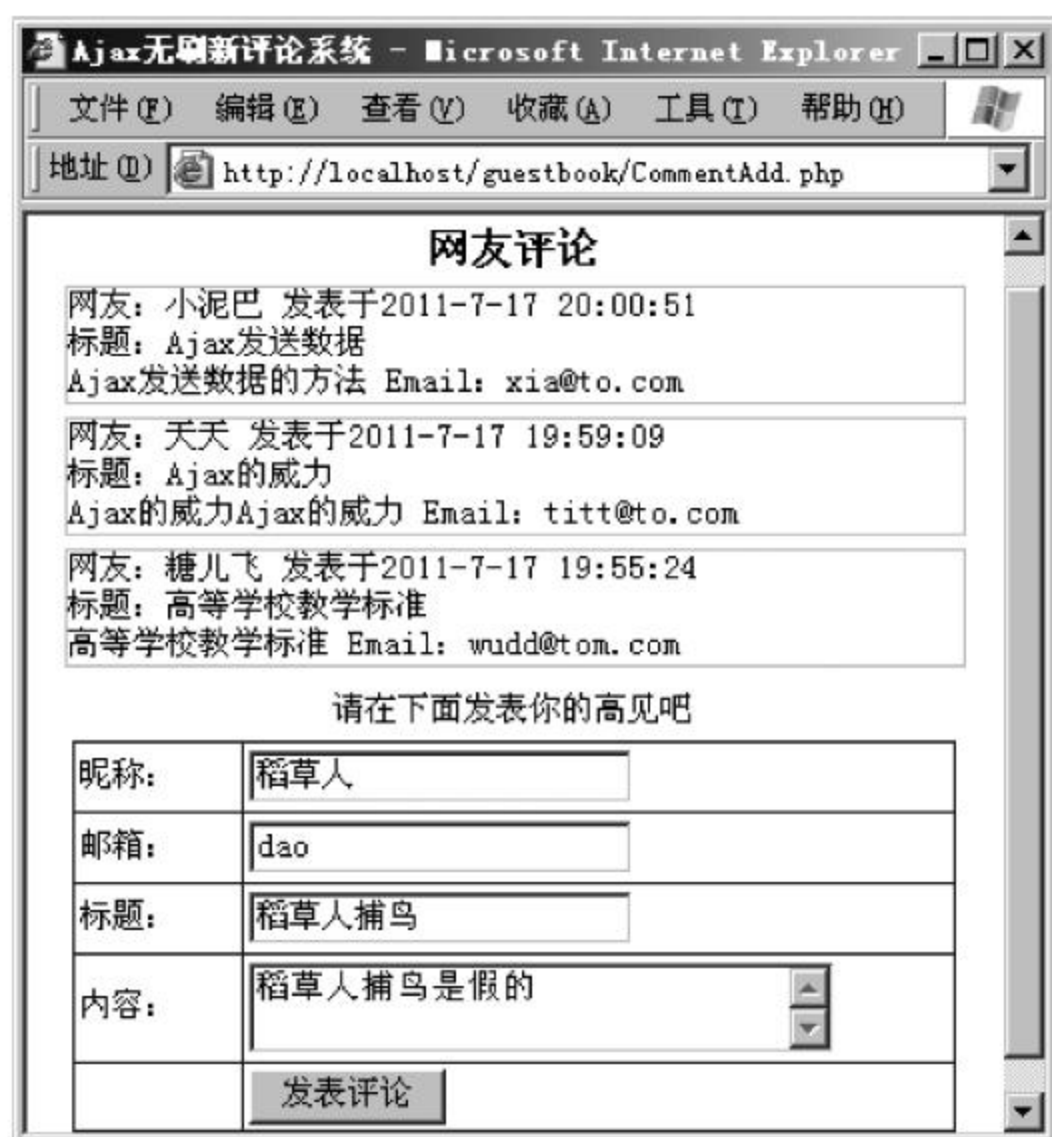 Ajax无刷新评论系统 - Microsoft Internet Explorer
文件(F) 编辑(E) 查看(V) 收藏(A) 工具(T) 帮助(H)
地址(D) http://localhost/guestbook/CommentAdd.php
网友评论
网友：小泥巴 发表于2011-7-17 20:00:51
标题：Ajax发送数据
Ajax发送数据的方法 Email：xia@to.com
网友：天天 发表于2011-7-17 19:59:09
标题：Ajax的威力
Ajax的威力Ajax的威力 Email：titt@to.com
网友：糖儿飞 发表于2011-7-17 19:55:24
标题：高等学校教学标准
高等学校教学标准 Email：wudd@tom.com
请在下面发表你的高见吧
昵称： 稻草人
邮箱： dao
标题： 稻草人捕鸟
内容： 稻草人捕鸟是假的
发表评论